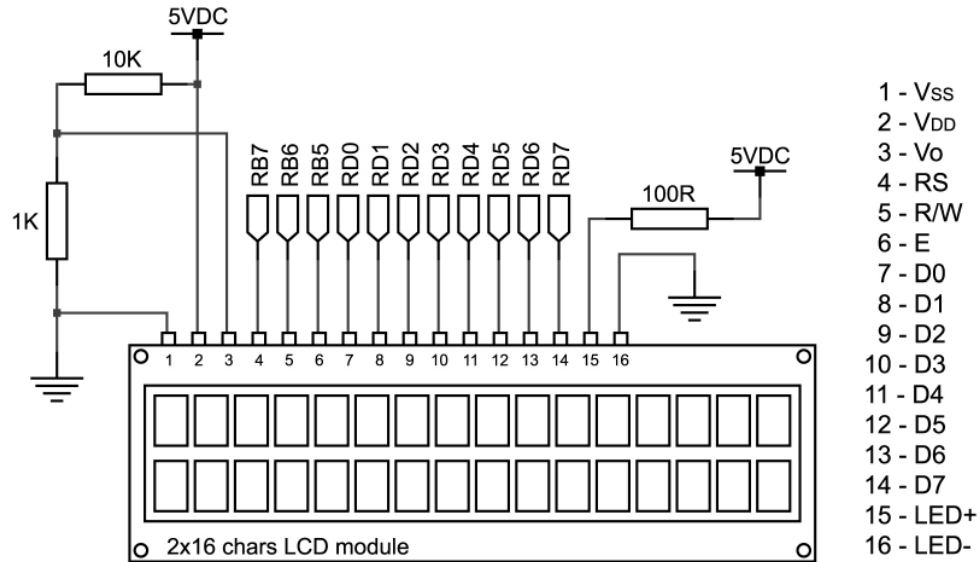 5VDC
10K
1K
RB7 RB6 RB5 RD0 RD1 RD2 RD3 RD4 RD5 RD6 RD7
5VDC
100R
1 2 3 4 5 6 7 8 9 10 11 12 13 14 15 16
2x16 chars LCD module
1 - Vss
2 - VDD
3 - Vo
4 - RS
5 - R/W
6 - E
7 - D0
8 - D1
9 - D2
10 - D3
11 - D4
12 - D5
13 - D6
14 - D7
15 - LED+
16 - LED-